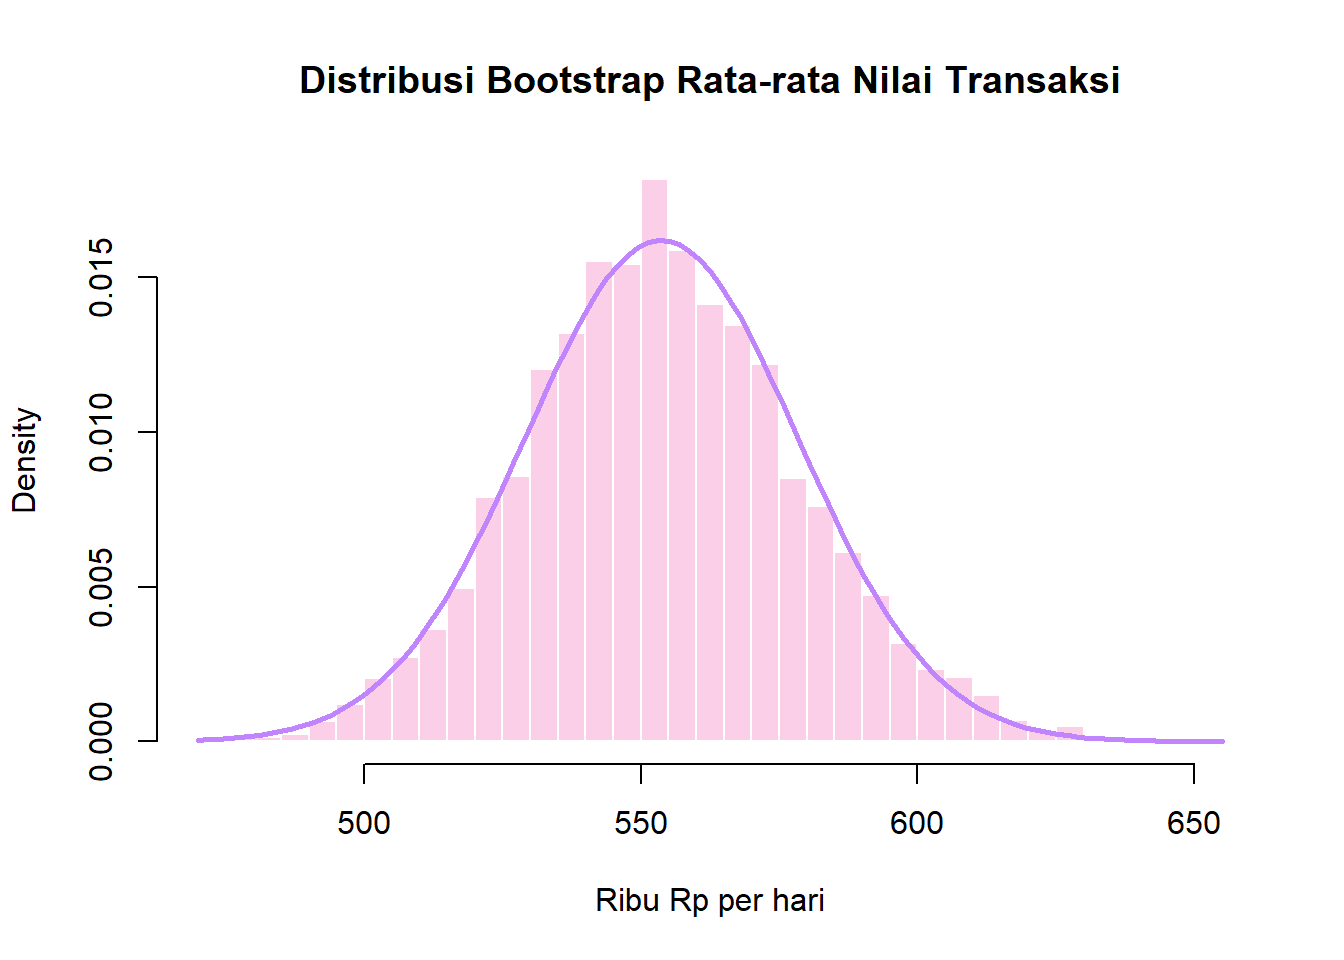 Distribusi Bootstrap Rata-rata Nilai Transaksi
Density
0.015
0.010
0.005
0.000
500 550 600 650
Ribu Rp per hari